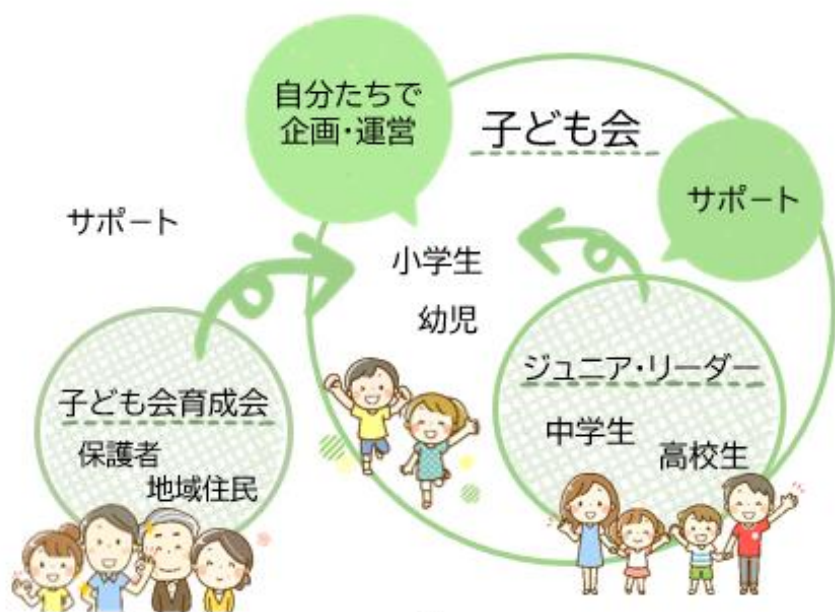 自分たちで
企画・運営
子ども会
サポート
サポート
小学生
幼児
ジュニア・リーダー
中学生
高校生
子ども会育成会
保護者
地域住民